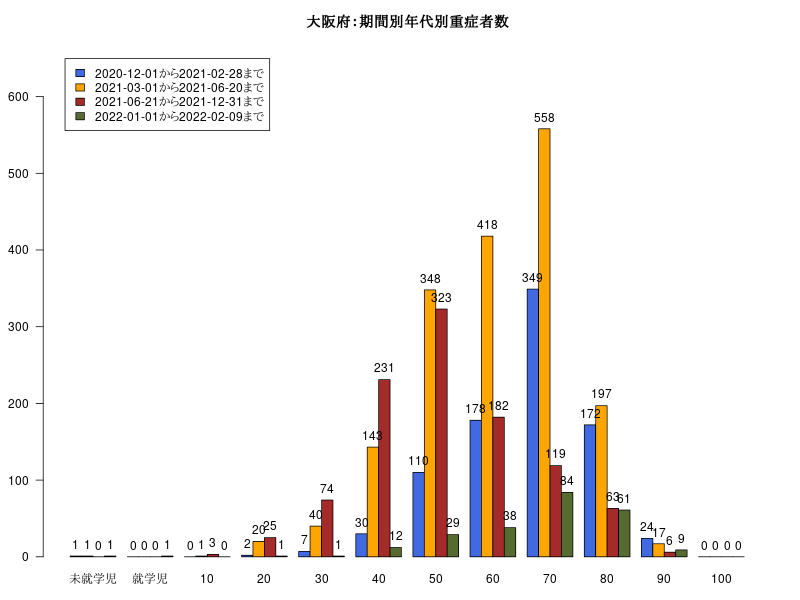 大阪府：期間別年代別重症者数
2020-12-01から2021-02-28まで
2021-03-01から2021-06-20まで
2021-06-21から2021-12-31まで
2022-01-01から2022-02-09まで
600
500
400
300
200
100
0
1 1 0 1
0 0 0 1
0 1 3 0
2 20 25 1
7 40 74 1
30 143 231 12
110 348 323 29
178 418 182 38
349 558 119 84
172 197 63 61
24 17 6 9
0 0 0 0
未就学児 就学児 10 20 30 40 50 60 70 80 90 100